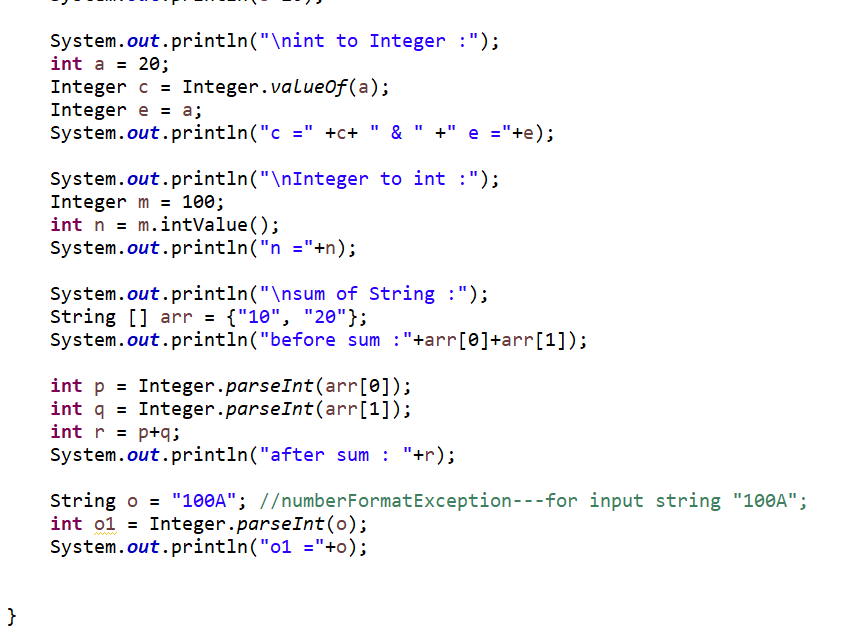 System.out.println("\nint to Integer :");
int a = 20;
Integer c = Integer.valueOf(a);
Integer e = a;
System.out.println("c =" +c+ " & " +" e ="+e);
System.out.println("\nInteger to int :");
Integer m = 100;
int n = m.intValue();
System.out.println("n ="+n);
System.out.println("\nsum of String :");
String [] arr = {"10", "20"};
System.out.println("before sum :"+arr[0]+arr[1]);
int p = Integer.parseInt(arr[0]);
int q = Integer.parseInt(arr[1]);
int r = p+q;
System.out.println("after sum : "+r);
String o = "100A"; //numberFormatException---for input string "100A";
int o1 = Integer.parseInt(o);
System.out.println("o1 ="+o);
}